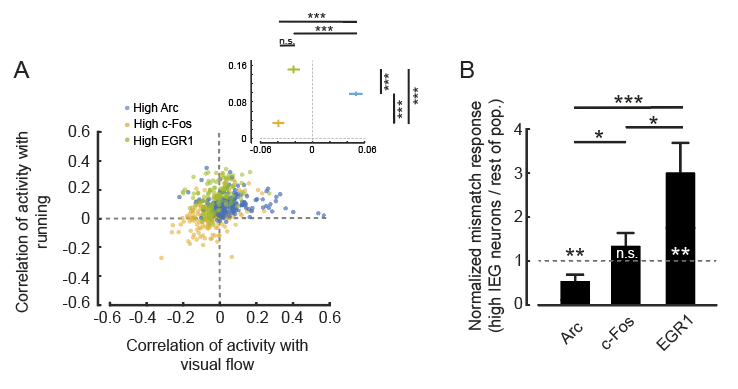 A
High Arc
High c-Fos
High EGR1
***
***
n.s.
0.16
0.08
0
-0.06
0
0.06
***
***
***
Correlation of activity with
running
0.6
0.4
0.2
0
-0.2
-0.4
-0.6
-0.6
-0.4
-0.2
0
0.2
0.4
0.6
Correlation of activity with
visual flow
B
Normalized mismatch response
(high IEG neurons / rest of pop.)
4
3
2
1
0
***
*
*
**
n.s.
**
Arc
c-Fos
EGR1